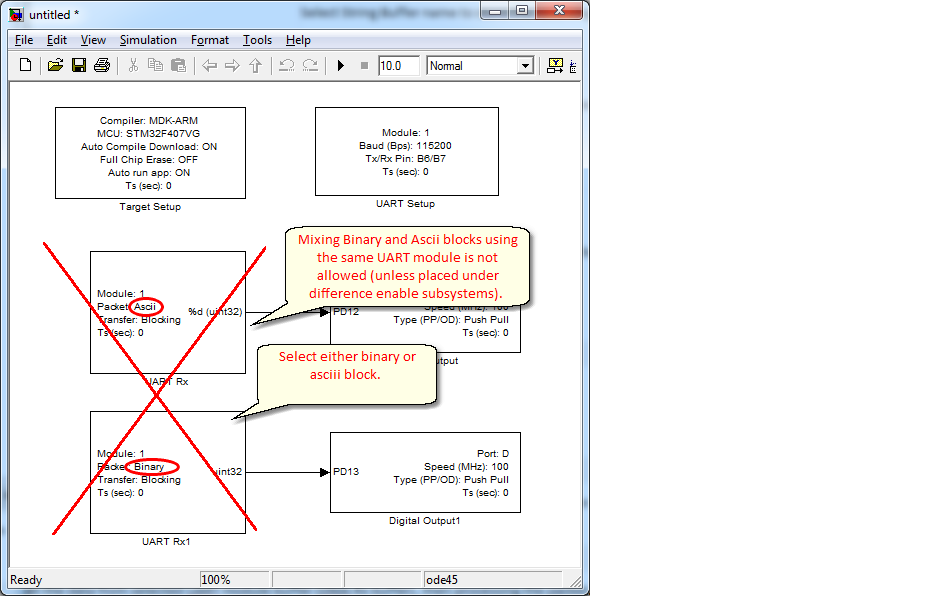 Select String Buffer name to
untitled *
File Edit View Simulation Format Tools Help
10.0 Normal
Compiler: MDK-ARM
MCU: STM32F407VG
Auto Compile Download: ON
Full Chip Erase: OFF
Auto run app: ON
Ts (sec): 0
Target Setup
Module: 1
Baud (Bps): 115200
Tx/Rx Pin: B6/B7
Ts (sec): 0
UART Setup
Mixing Binary and Ascii blocks using
the same UART module is not
allowed (unless placed under
difference enable subsystems).
Module: 1
Packet: Ascii
Transfer: Blocking
Ts (sec): 0
%d (uint32)
UART Rx
PD12
Speed (MHz): 100
Type (PP/OD): Push Pull
Ts (sec): 0
utput
Select either binary or
asciii block.
Module: 1
Packet: Binary
Transfer: Blocking
Ts (sec): 0
uint32
UART Rx1
PD13
Port: D
Speed (MHz): 100
Type (PP/OD): Push Pull
Ts (sec): 0
Digital Output1
Ready 100% ode45